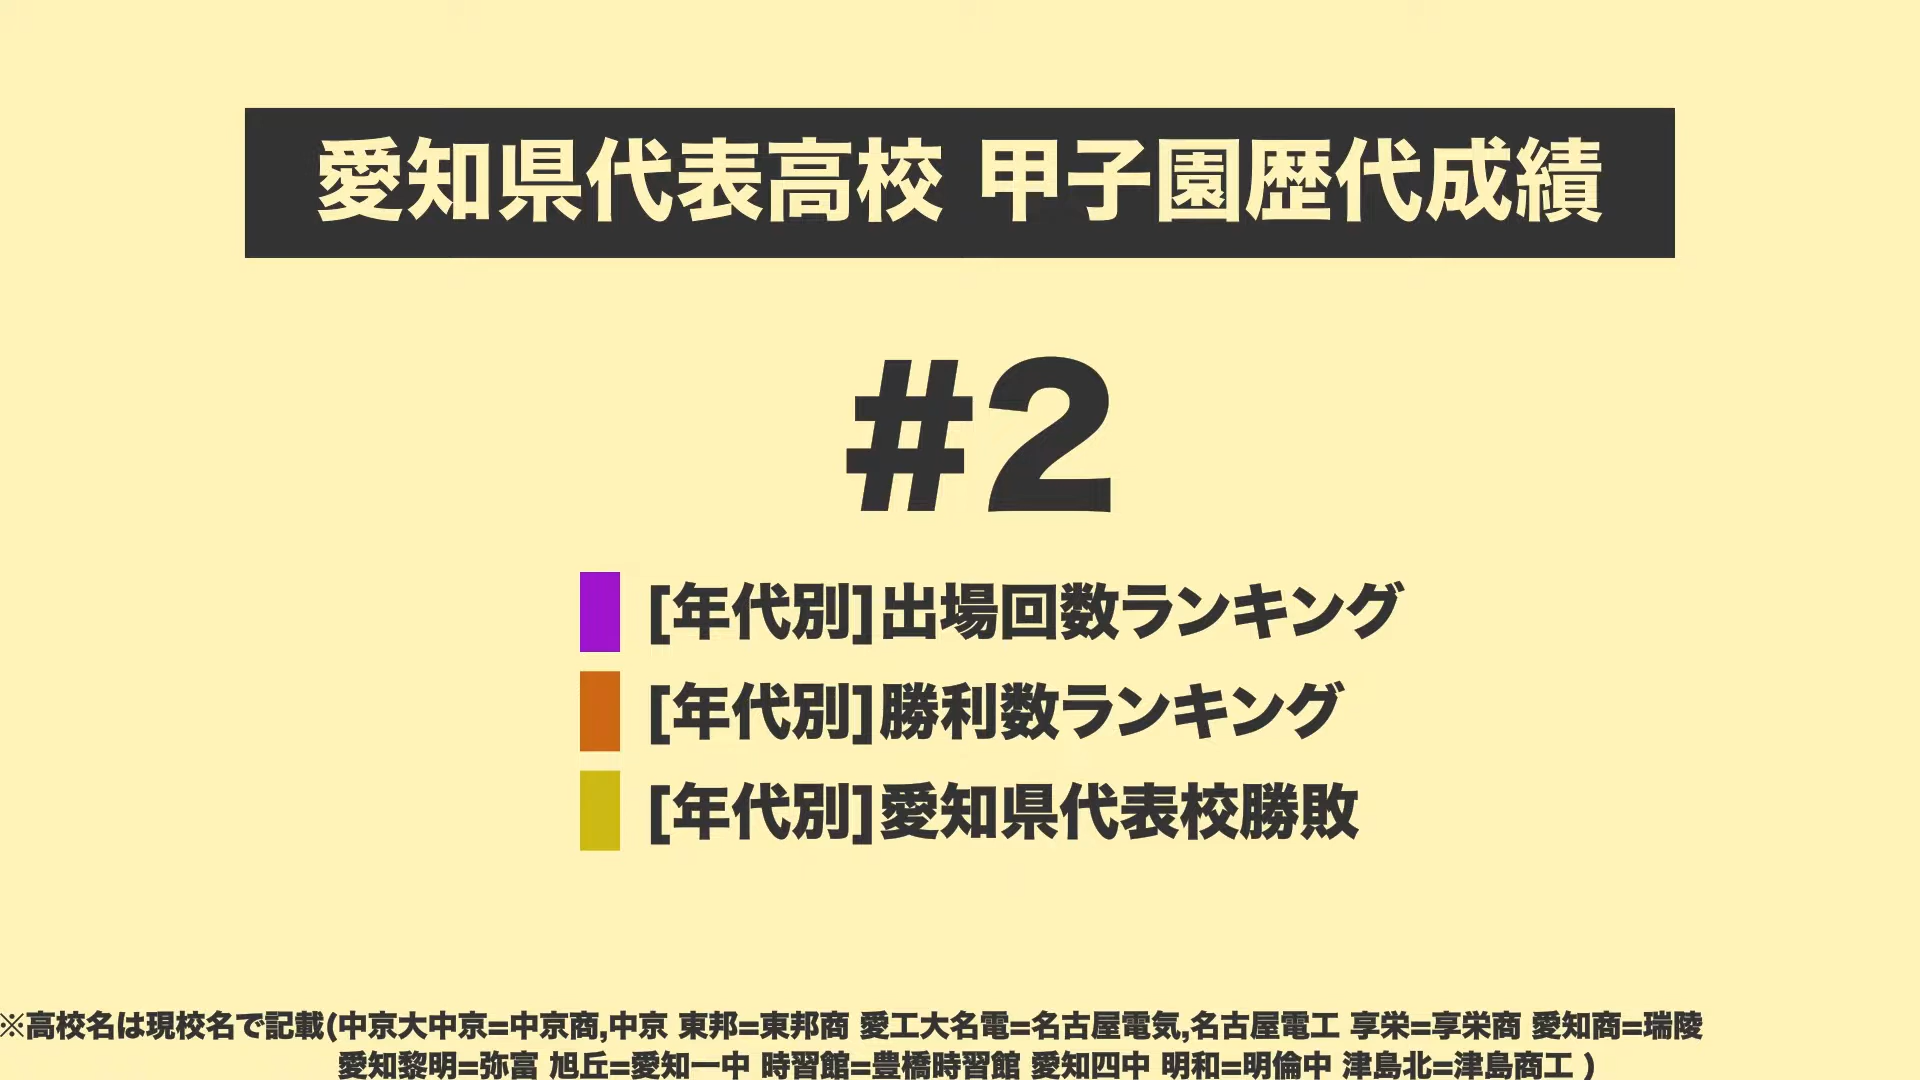 愛知県代表高校 甲子園歴代成績
#2
[年代別]出場回数ランキング
[年代別]勝利数ランキング
[年代別]愛知県代表校勝敗
※高校名は現校名で記載(中京大中京=中京商,中京 東邦=東邦商 愛工大名電=名古屋電気,名古屋電工 享栄=享栄商 愛知商=瑞陵
愛知黎明=弥富 旭丘=愛知一中 時習館=豊橋時習館 愛知四中 明和=明倫中 津島北=津島商工 )